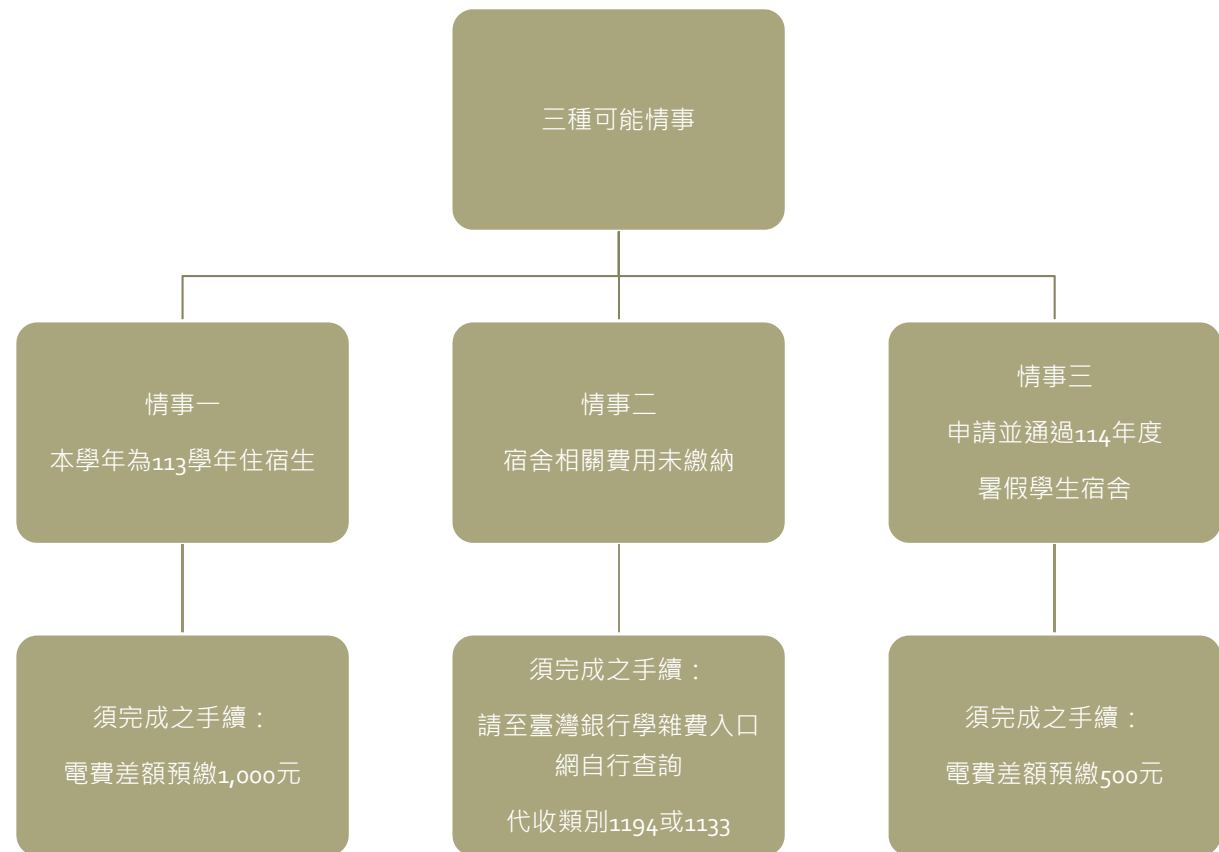 三種可能情事
情事一
本學年為113學年住宿生
情事二
宿舍相關費用未繳納
情事三
申請並通過114年度
暑假學生宿舍
須完成之手續：
電費差額預繳1,000元
須完成之手續：
請至臺灣銀行學雜費入口
網自行查詢
代收類別1194或1133
須完成之手續：
電費差額預繳500元